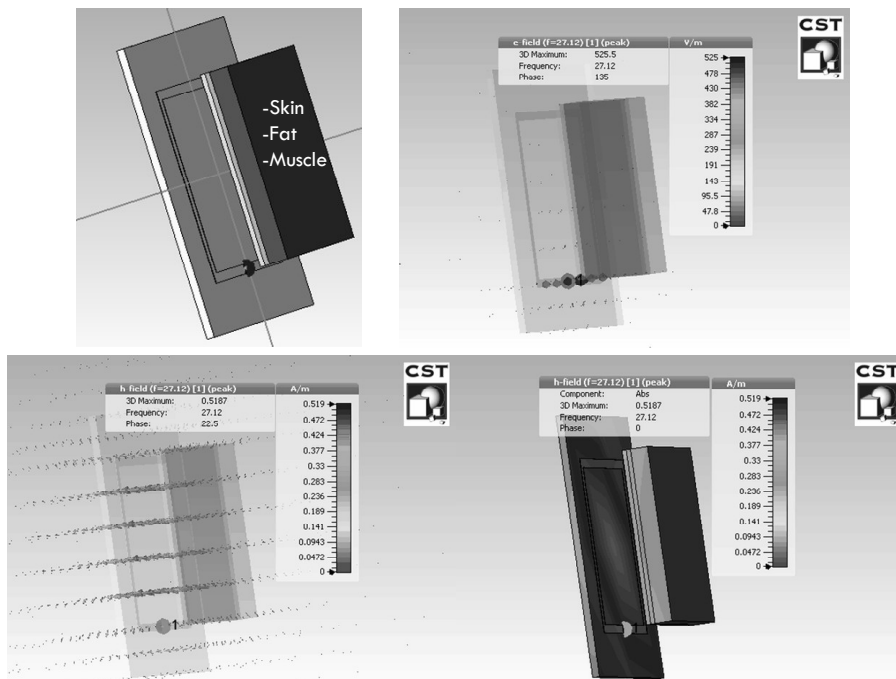 -Skin
-Fat
-Muscle
CST
e-field (f=27.12) [1] (peak)
3D Maximum: 525.5
Frequency: 27.12
Phase: 135
V/m
525
478
430
382
334
287
239
191
143
95.5
47.8
0
1
CST
h-field (f=27.12) [1] (peak)
3D Maximum: 0.5187
Frequency: 27.12
Phase: 22.5
A/m
0.519
0.472
0.424
0.377
0.33
0.283
0.236
0.189
0.141
0.0943
0.0472
0
1
CST
h-field (f=27.12) [1] (peak)
Component: Abs
3D Maximum: 0.5187
Frequency: 27.12
Phase: 0
A/m
0.519
0.472
0.424
0.377
0.33
0.283
0.236
0.189
0.141
0.0943
0.0472
0